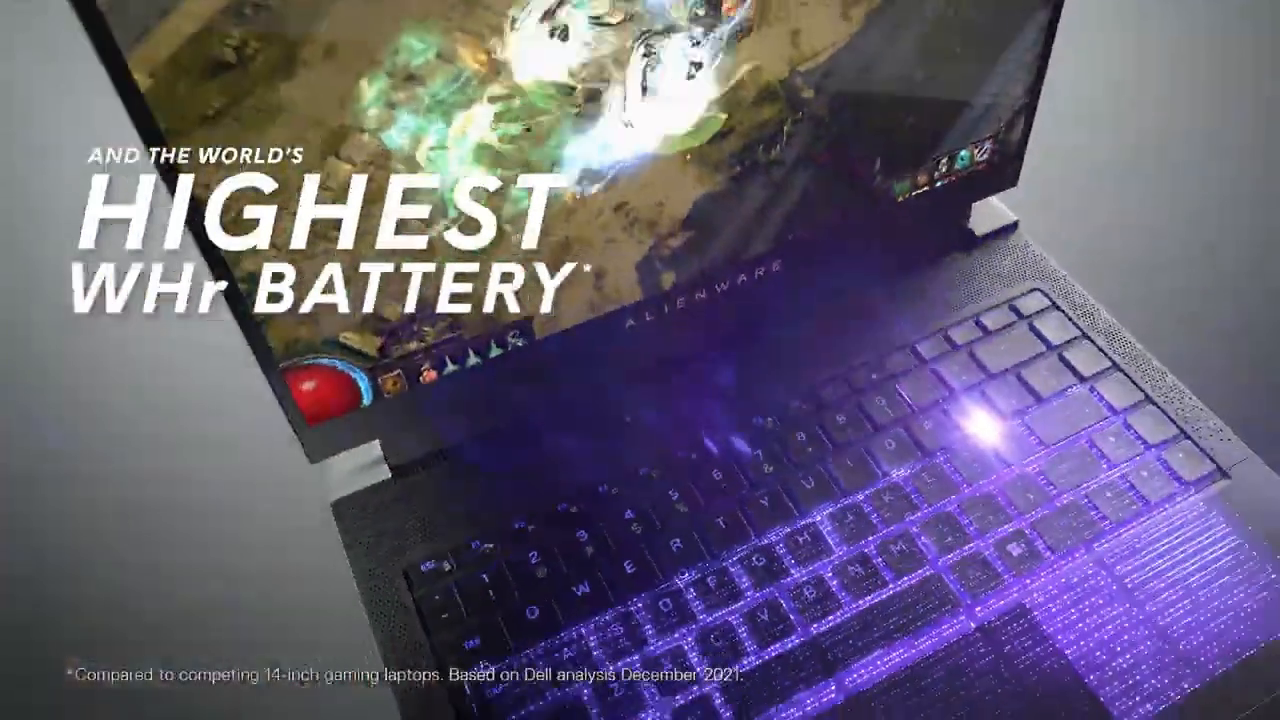 AND THE WORLD'S
HIGHEST
WHr BATTERY*
ALIENWARE
*Compared to competing 14-inch gaming laptops. Based on Dell analysis December 2021.